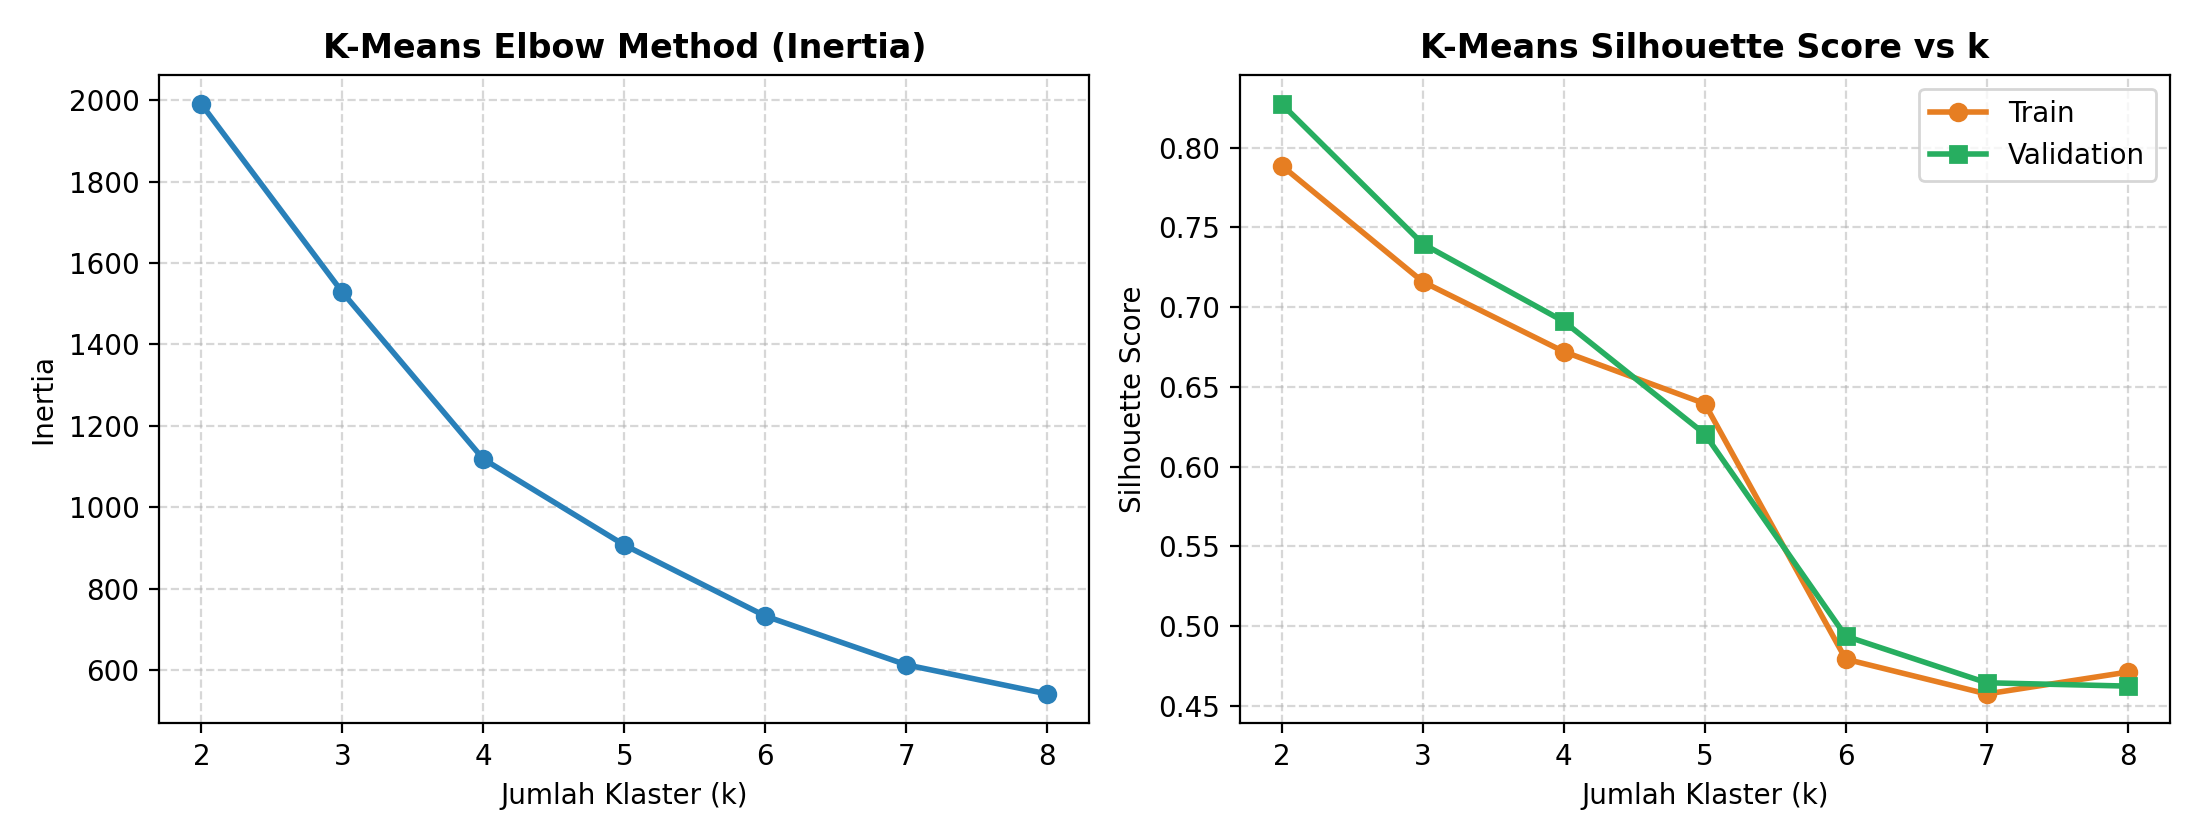 K-Means Elbow Method (Inertia)
Inertia
2000
1800
1600
1400
1200
1000
800
600
2 3 4 5 6 7 8
Jumlah Klaster (k)
K-Means Silhouette Score vs k
Silhouette Score
0.80
0.75
0.70
0.65
0.60
0.55
0.50
0.45
Train
Validation
2 3 4 5 6 7 8
Jumlah Klaster (k)